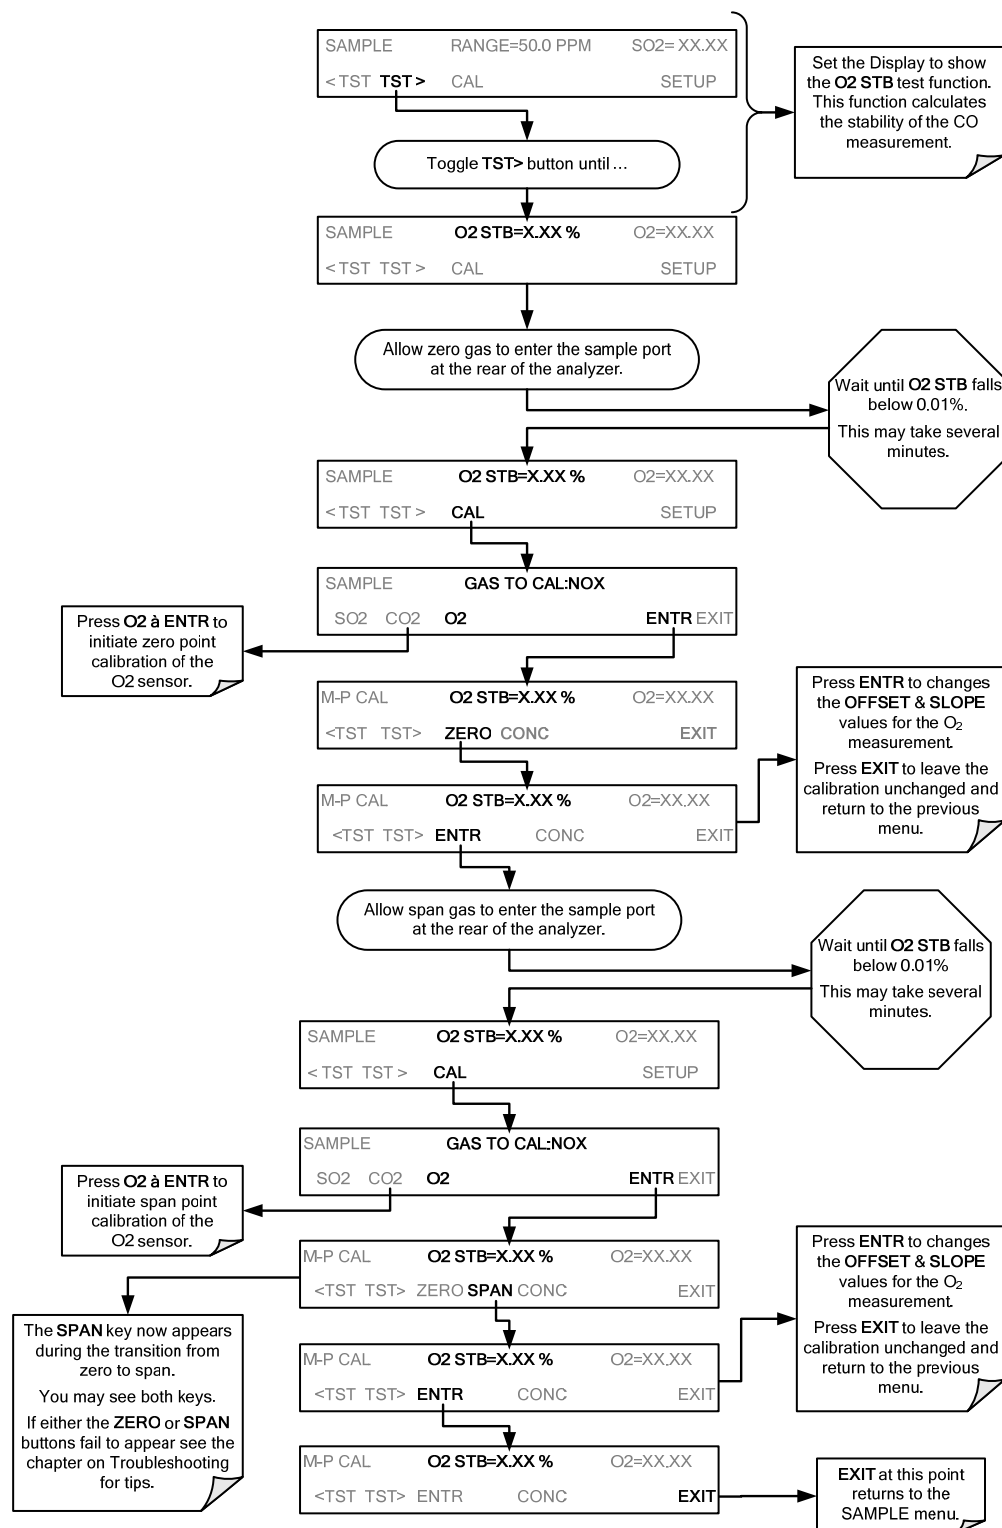 SAMPLE RANGE=50.0 PPM SO2= XX.XX
< TST TST > CAL SETUP
Set the Display to show
the O2 STB test function.
This function calculates
the stability of the CO
measurement.
Toggle TST> button until …
SAMPLE O2 STB=X.XX % O2=XX.XX
< TST TST > CAL SETUP
Allow zero gas to enter the sample port
at the rear of the analyzer.
Wait until O2 STB falls
below 0.01%.
This may take several
minutes.
SAMPLE O2 STB=X.XX % O2=XX.XX
< TST TST > CAL SETUP
SAMPLE GAS TO CAL:NOX
SO2 CO2 O2 ENTR EXIT
Press O2 à ENTR to
initiate zero point
calibration of the
O2 sensor.
M-P CAL O2 STB=X.XX % O2=XX.XX
<TST TST> ZERO CONC EXIT
Press ENTR to changes
the OFFSET & SLOPE
values for the O2
measurement.
Press EXIT to leave the
calibration unchanged and
return to the previous
menu.
M-P CAL O2 STB=X.XX % O2=XX.XX
<TST TST> ENTR CONC EXIT
Allow span gas to enter the sample port
at the rear of the analyzer.
Wait until O2 STB falls
below 0.01%
This may take several
minutes.
SAMPLE O2 STB=X.XX % O2=XX.XX
< TST TST > CAL SETUP
SAMPLE GAS TO CAL:NOX
SO2 CO2 O2 ENTR EXIT
Press O2 à ENTR to
initiate span point
calibration of the
O2 sensor.
M-P CAL O2 STB=X.XX % O2=XX.XX
<TST TST> ZERO SPAN CONC EXIT
Press ENTR to changes
the OFFSET & SLOPE
values for the O2
measurement.
Press EXIT to leave the
calibration unchanged and
return to the previous
menu.
The SPAN key now appears
during the transition from
zero to span.
You may see both keys.
If either the ZERO or SPAN
buttons fail to appear see the
chapter on Troubleshooting
for tips.
M-P CAL O2 STB=X.XX % O2=XX.XX
<TST TST> ENTR CONC EXIT
M-P CAL O2 STB=X.XX % O2=XX.XX
<TST TST> ENTR CONC EXIT
EXIT at this point
returns to the
SAMPLE menu.